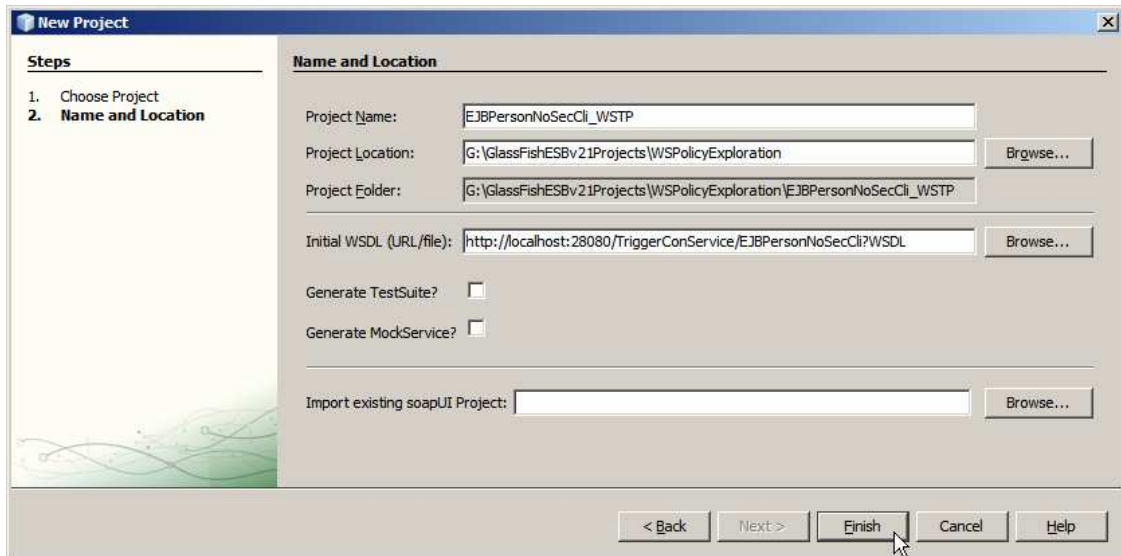 New Project
Steps
1. Choose Project
2. Name and Location
Name and Location
Project Name: EJBPersonNoSecCli_WSTP
Project Location: G:\GlassFishESBv21Projects\WSPolicyExploration Browse...
Project Folder: G:\GlassFishESBv21Projects\WSPolicyExploration\EJBPersonNoSecCli_WSTP
Initial WSDL (URL/file): http://localhost:28080/TriggerConService/EJBPersonNoSecCli?WSDL Browse...
Generate TestSuite?
Generate MockService?
Import existing soapUI Project: Browse...
< Back Next > Finish Cancel Help